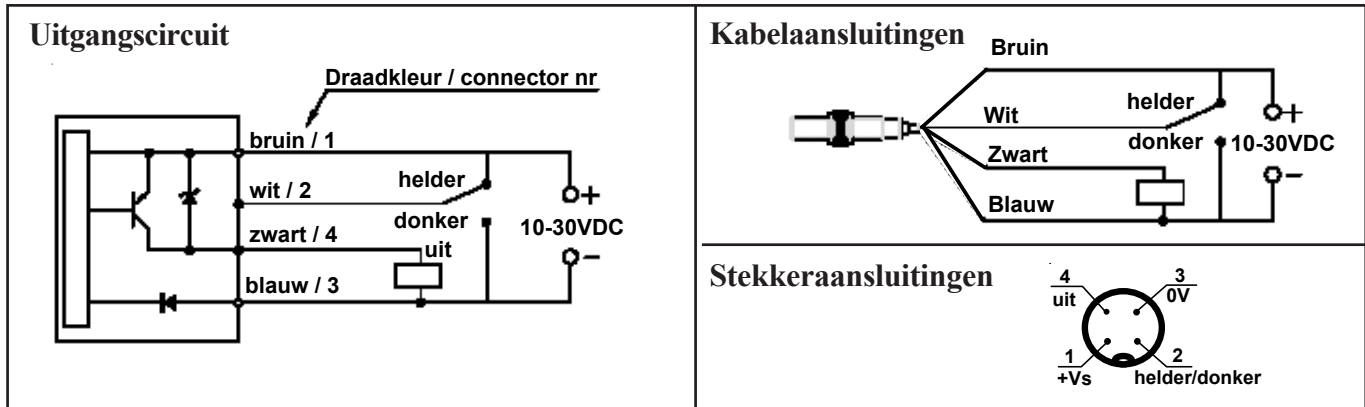 Uitgangscircuit
Draadkleur / connector nr
bruin / 1
wit / 2
helder
+
donker
10-30VDC
zwart / 4
uit
−
blauw / 3
Kabelaansluitingen
Bruin
helder
+
Wit
donker
10-30VDC
Zwart
−
Blauw
Stekkeraansluitingen
4
uit
3
0V
1
+Vs
2
helder/donker